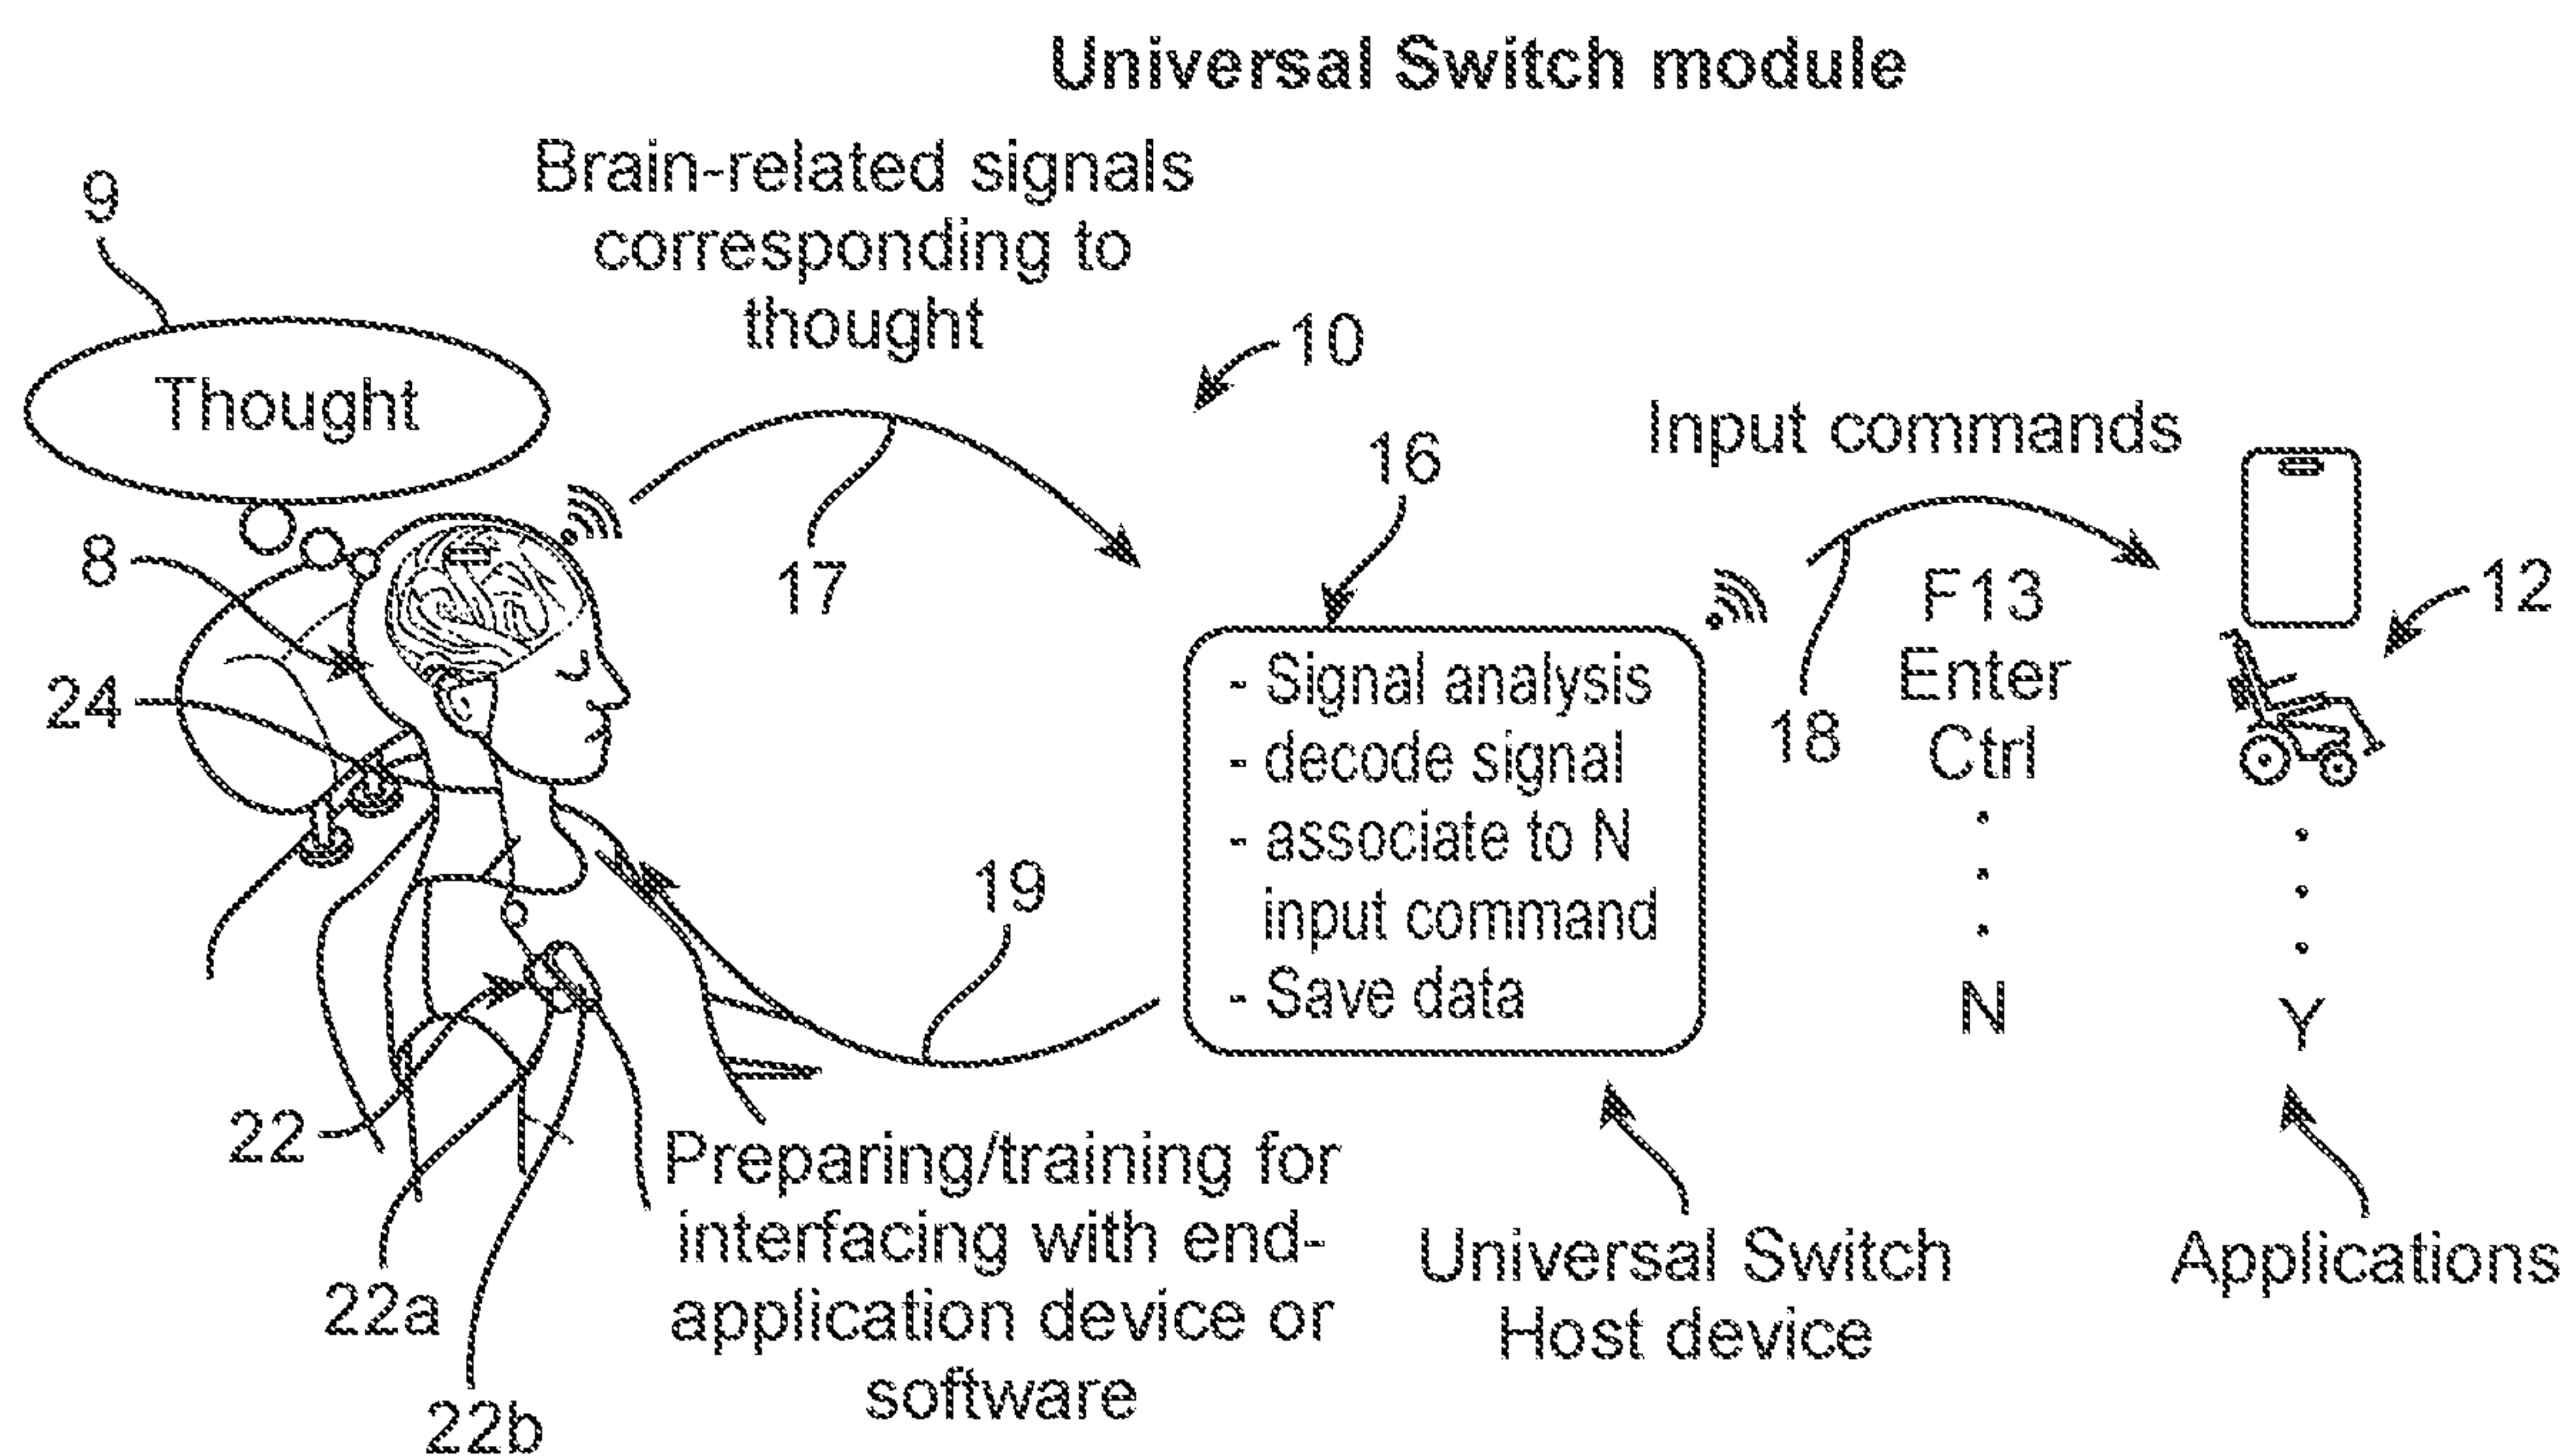 Universal Switch module
Brain-related signals
corresponding to
thought
9
10
Thought
Input commands
16
8
17
12
F13
Enter
Ctrl
N
24
18
- Signal analysis
- decode signal
- associate to N
input command
- Save data
19
Y
22
22a
22b
Preparing/training for
interfacing with end-
application device or
software
Universal Switch
Host device
Applications